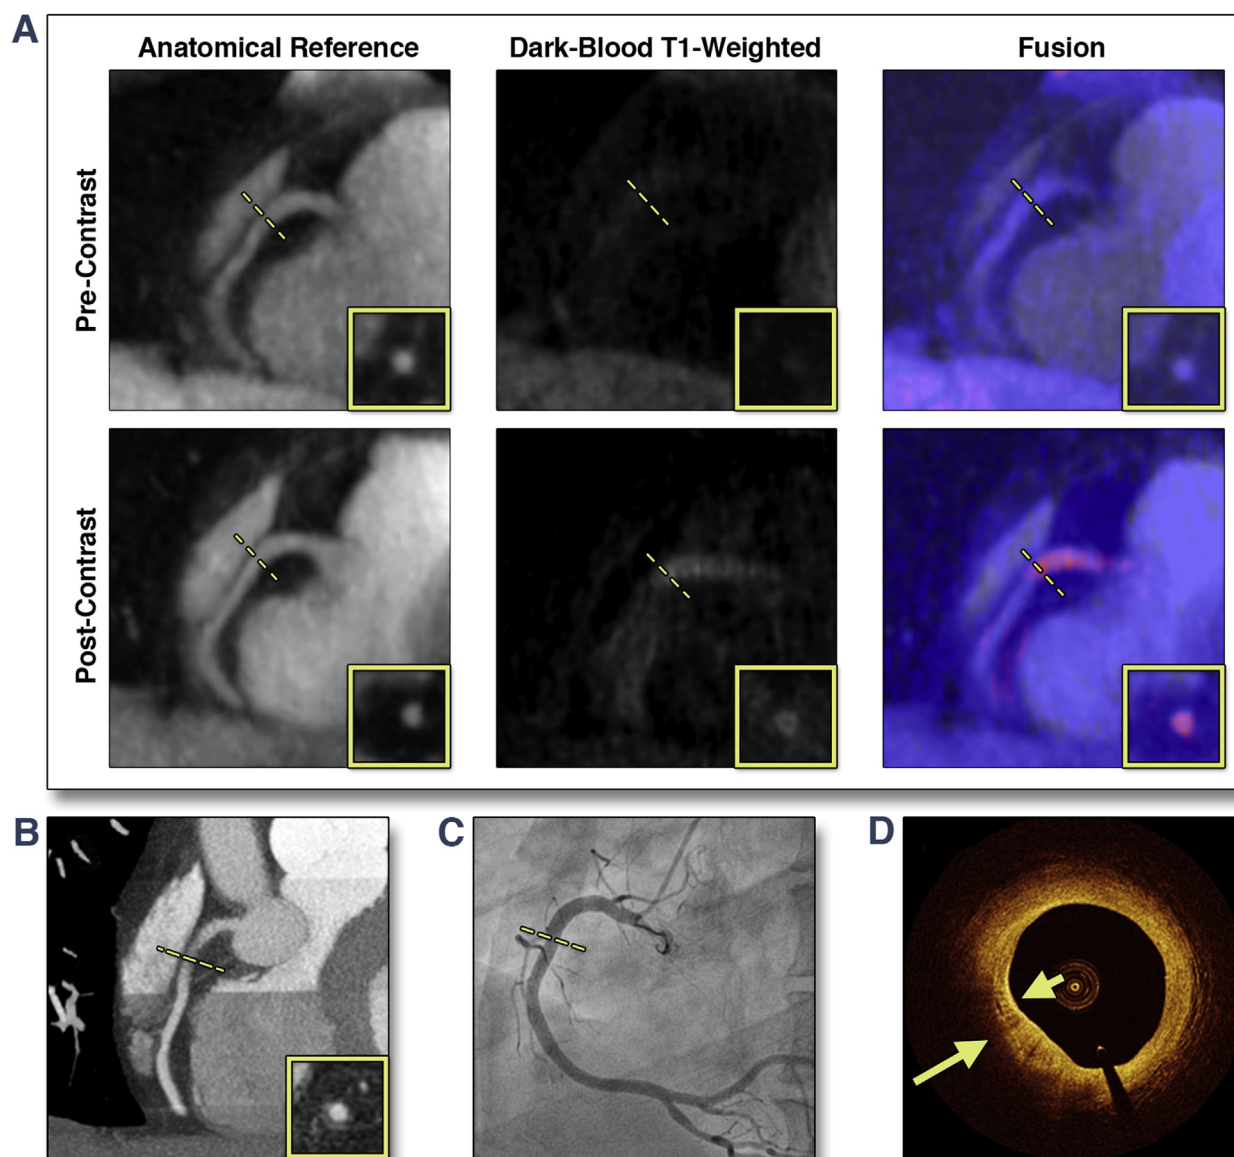 A
Anatomical Reference
Dark-Blood T1-Weighted
Fusion
Pre-Contrast
Post-Contrast
B
C
D